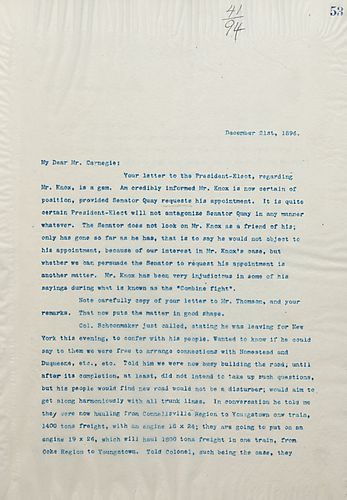 41
94
53
December 21st, 1896.
My Dear Mr. Carnegie:
Your letter to the President-Elect, regarding
Mr. Knox, is a gem. Am credibly informed Mr. Knox is now certain of
position, provided Senator Quay requests his appointment. It is quite
certain President-Elect will not antagonize Senator Quay in any manner
whatever. The Senator does not look on Mr. Knox as a friend of his;
only has gone so far as he has, that is to say he would not object to
his appointment, because of our interest in Mr. Knox's case, but
whether we can persuade the Senator to request his appointment is
another matter. Mr. Knox has been very injudicious in some of his
sayings during what is known as the "Combine fight".
Note carefully copy of your letter to Mr. Thomson, and your
remarks. That now puts the matter in good shape.
Col. Schoonmaker just called, stating he was leaving for New
York this evening, to confer with his people. Wanted to know if he could
say to them we were free to arrange connections with Homestead and
Duquesne, etc., etc. Told him we were now busy building the road; until
after its completion, at least, did not intend to take up such questions,
but his people would find new road would not be a disturber; would aim to
get along harmoniously with all trunk lines. In conversation he told me
they were now hauling from Connellsville Region to Youngstown one train,
1400 tons freight, with an engine 18 x 24; they are going to put on an
engine 19 x 26, which will haul 1800 tons freight in one train, from
Coke Region to Youngstown. Told Colonel, such being the case, they